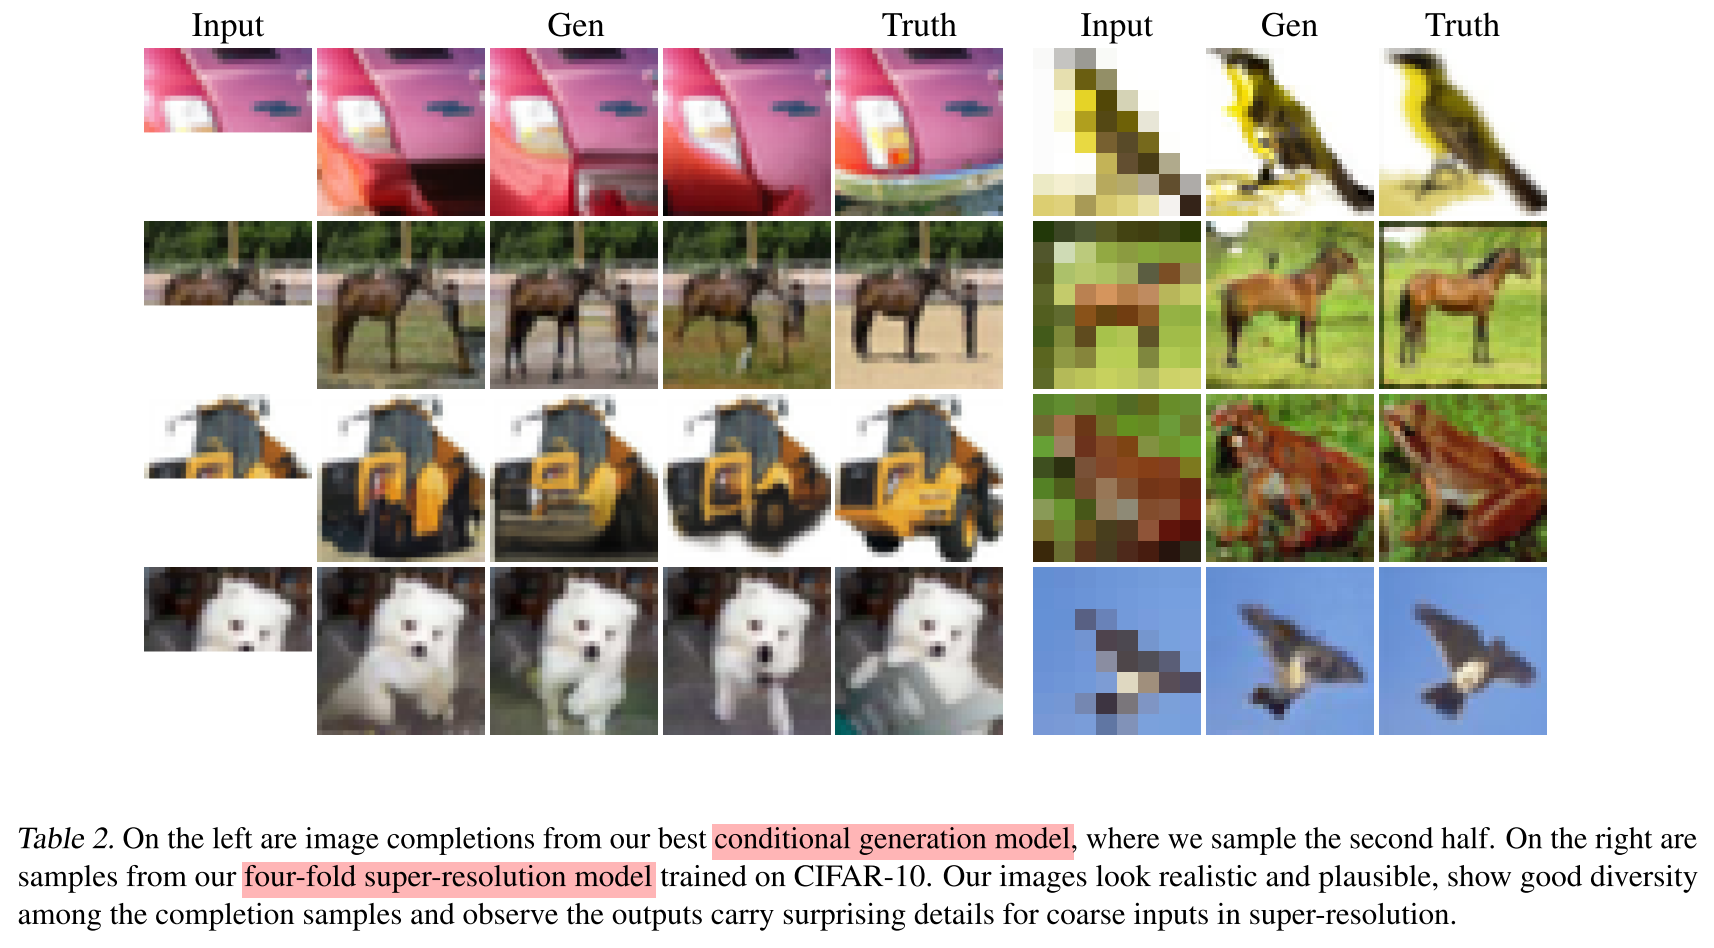 Input Gen Truth Input Gen Truth
Table 2. On the left are image completions from our best conditional generation model, where we sample the second half. On the right are
samples from our four-fold super-resolution model trained on CIFAR-10. Our images look realistic and plausible, show good diversity
among the completion samples and observe the outputs carry surprising details for coarse inputs in super-resolution.